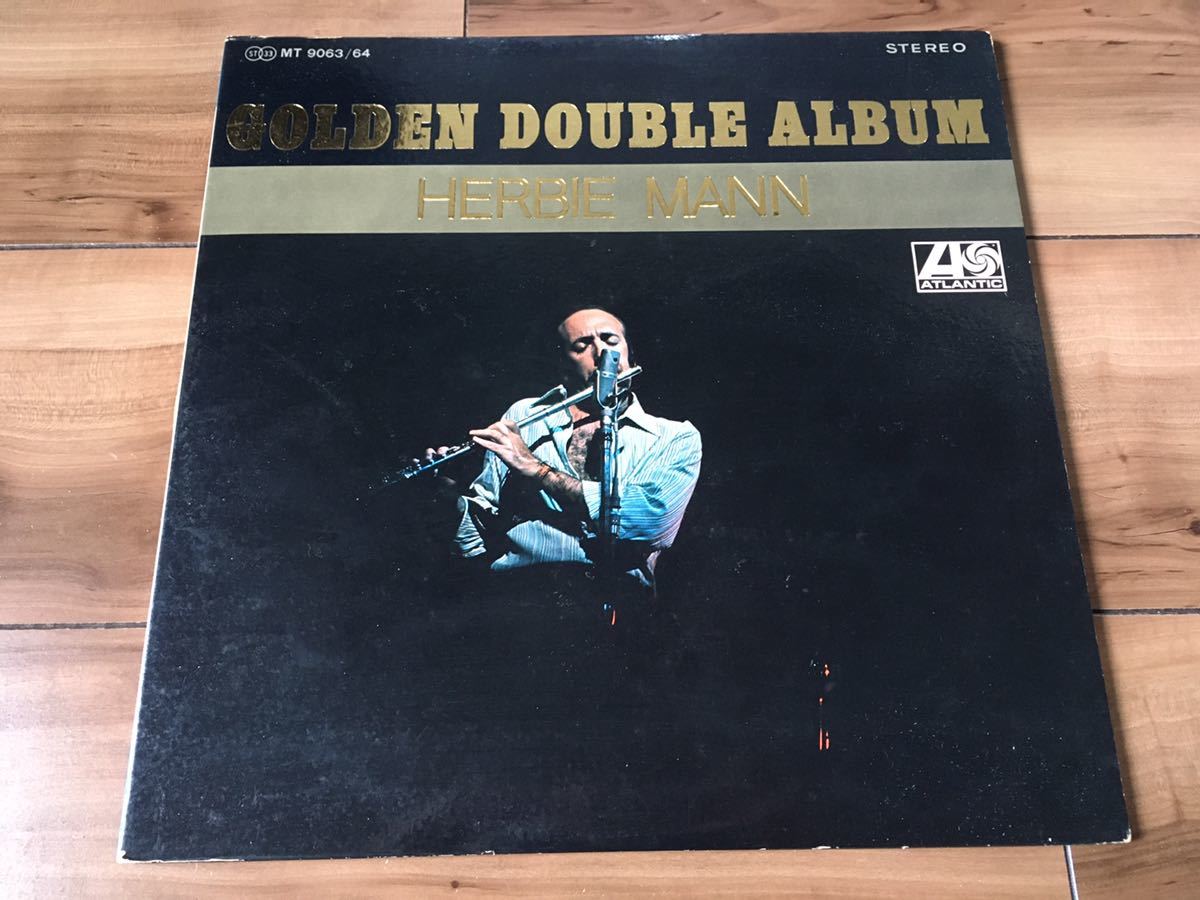 ST 33 MT 9063/64
STEREO
GOLDEN DOUBLE ALBUM
HERBIE MANN
ATLANTIC